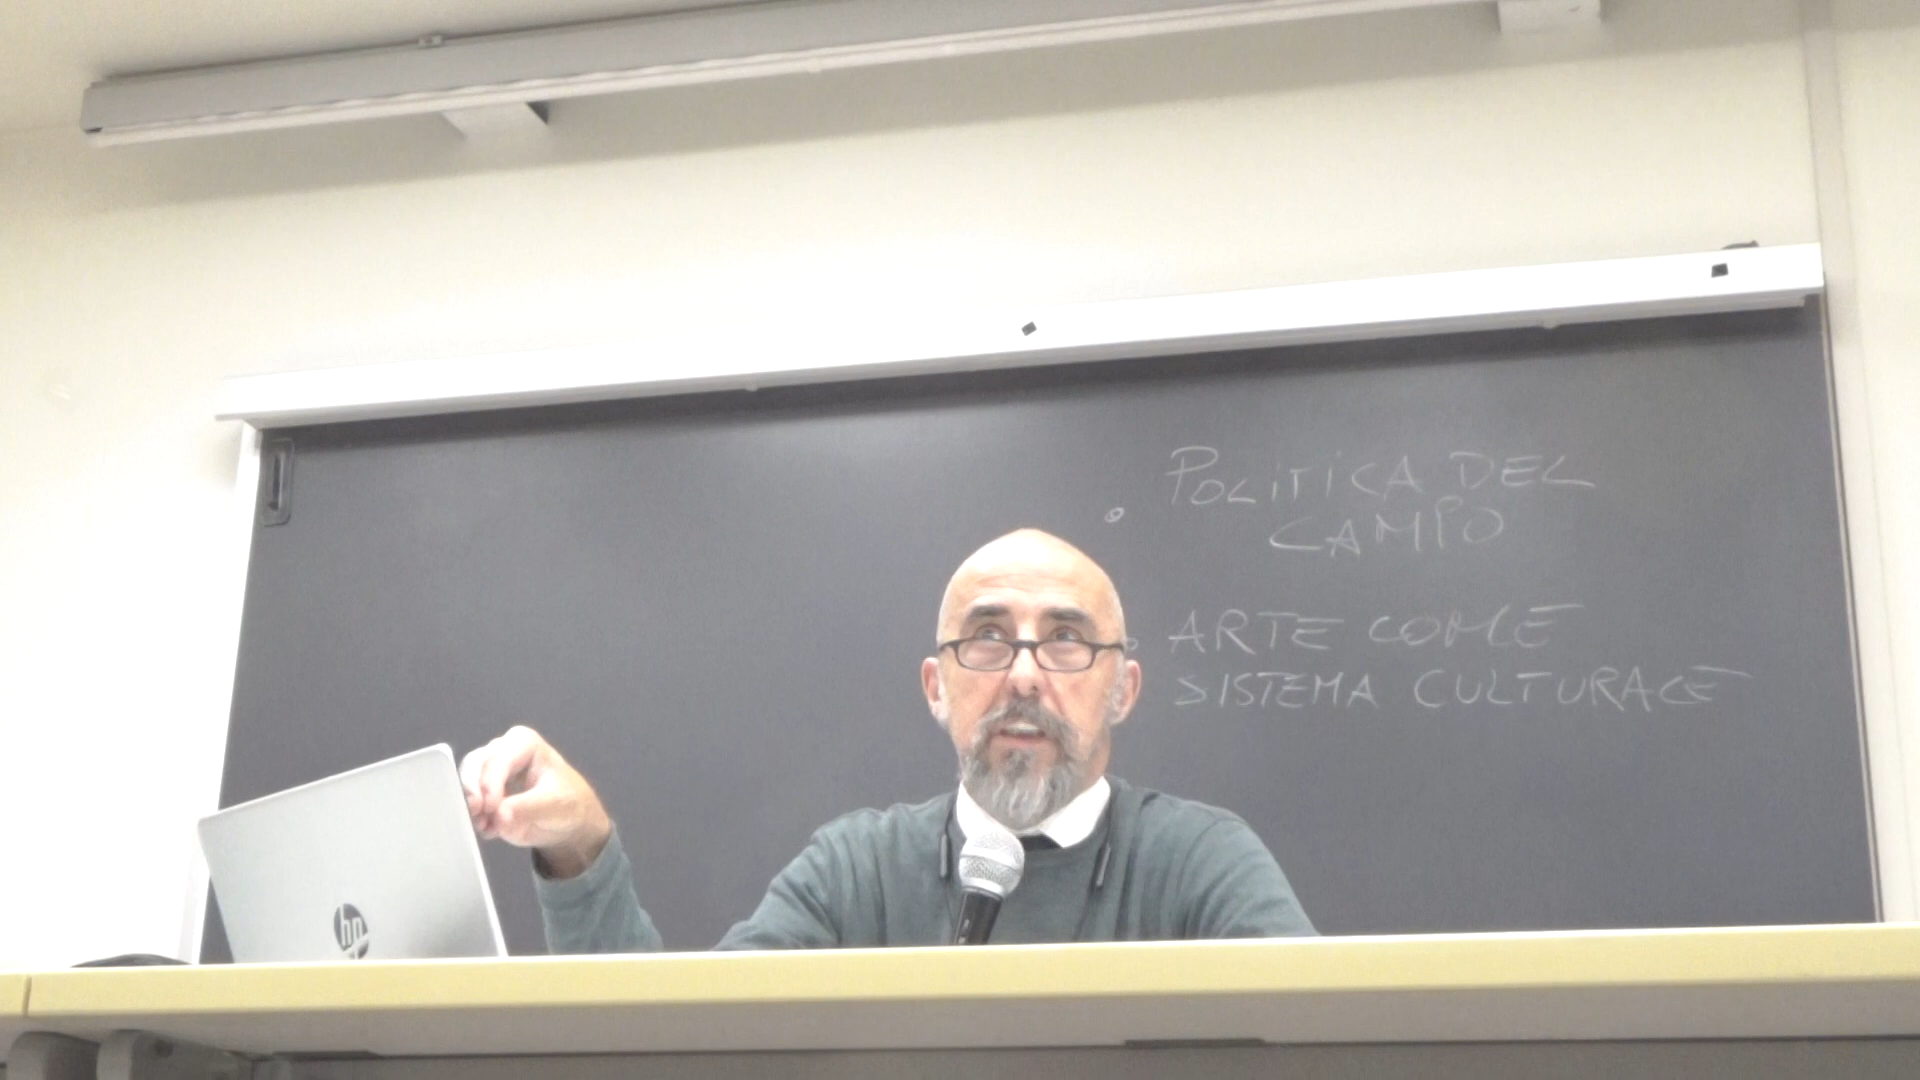 POLITICA DEL
CAMPO
ARTE COME
SISTEMA CULTURALE
hp